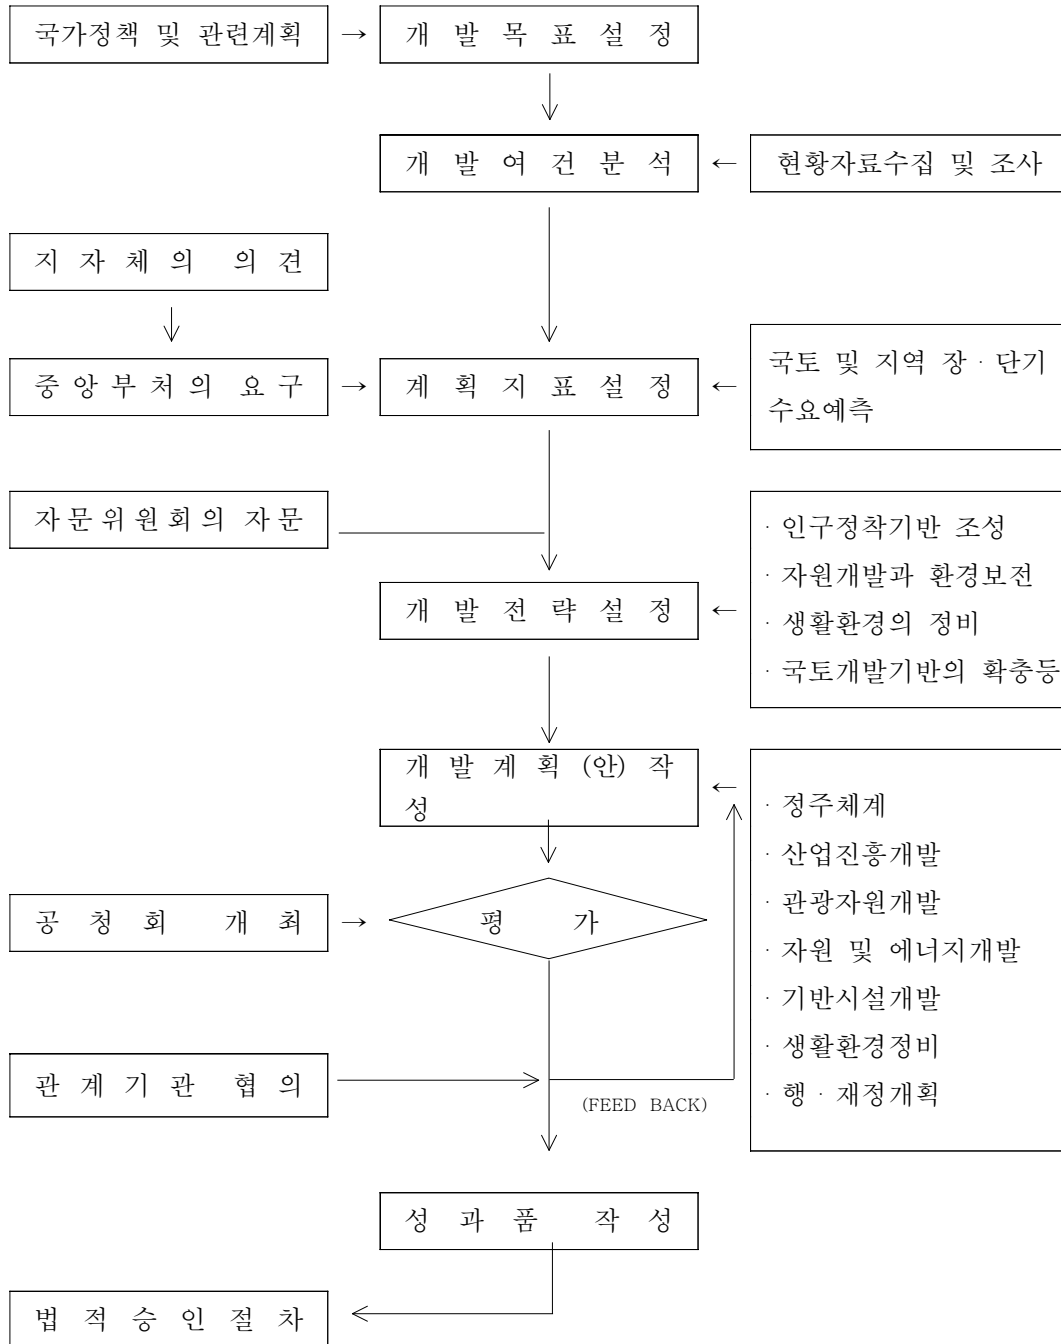 국가정책 및 관련계획 → 개 발 목 표 설 정
개 발 여 건 분 석 ← 현황자료수집 및 조사
지 자 체 의 의 견
중 앙 부 처 의 요 구 → 계 획 지 표 설 정 ← 국토 및 지역 장 · 단기
수요예측
자문위원회의 자문
개 발 전 략 설 정 ←
· 인구정착기반 조성
· 자원개발과 환경보전
· 생활환경의 정비
· 국토개발기반의 확충등
개 발 계 획 (안) 작
성
←
· 정주체계
· 산업진흥개발
· 관광자원개발
· 자원 및 에너지개발
· 기반시설개발
· 생활환경정비
· 행 · 재정개획
공 청 회 개 최 → 평 가
관 계 기 관 협 의
(FEED BACK)
성 과 품 작 성
법 적 승 인 절 차